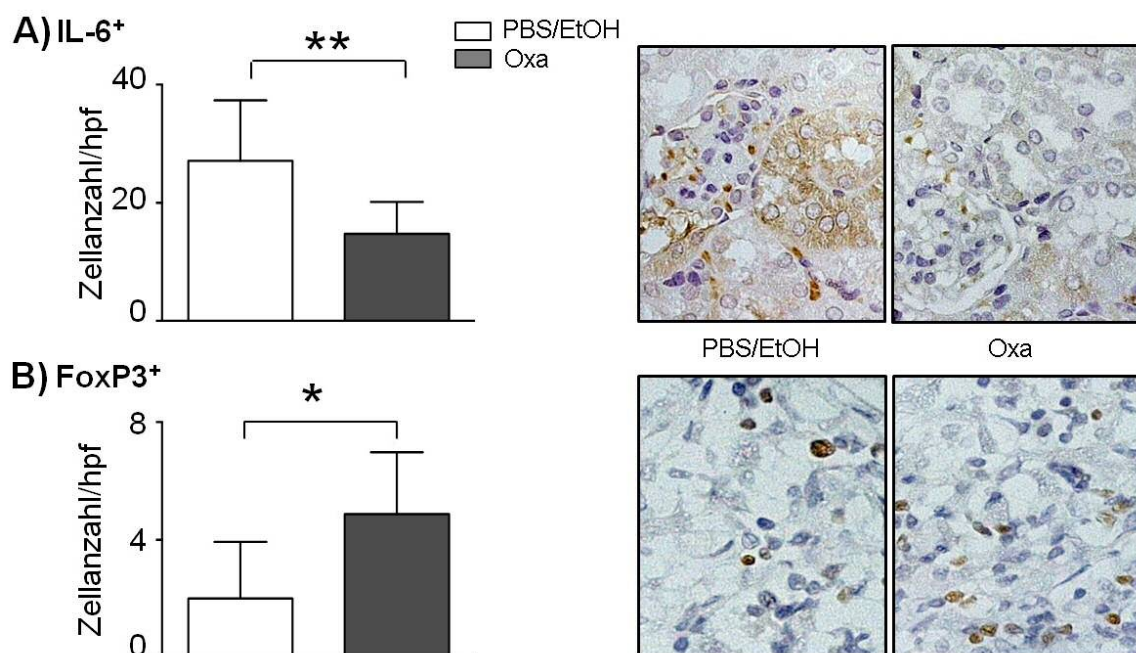 A) IL-6⁺
**
PBS/EtOH
Oxa
Zellanzahl/hpf
40
20
0
PBS/EtOH
Oxa
B) FoxP3⁺
*
Zellanzahl/hpf
8
4
0